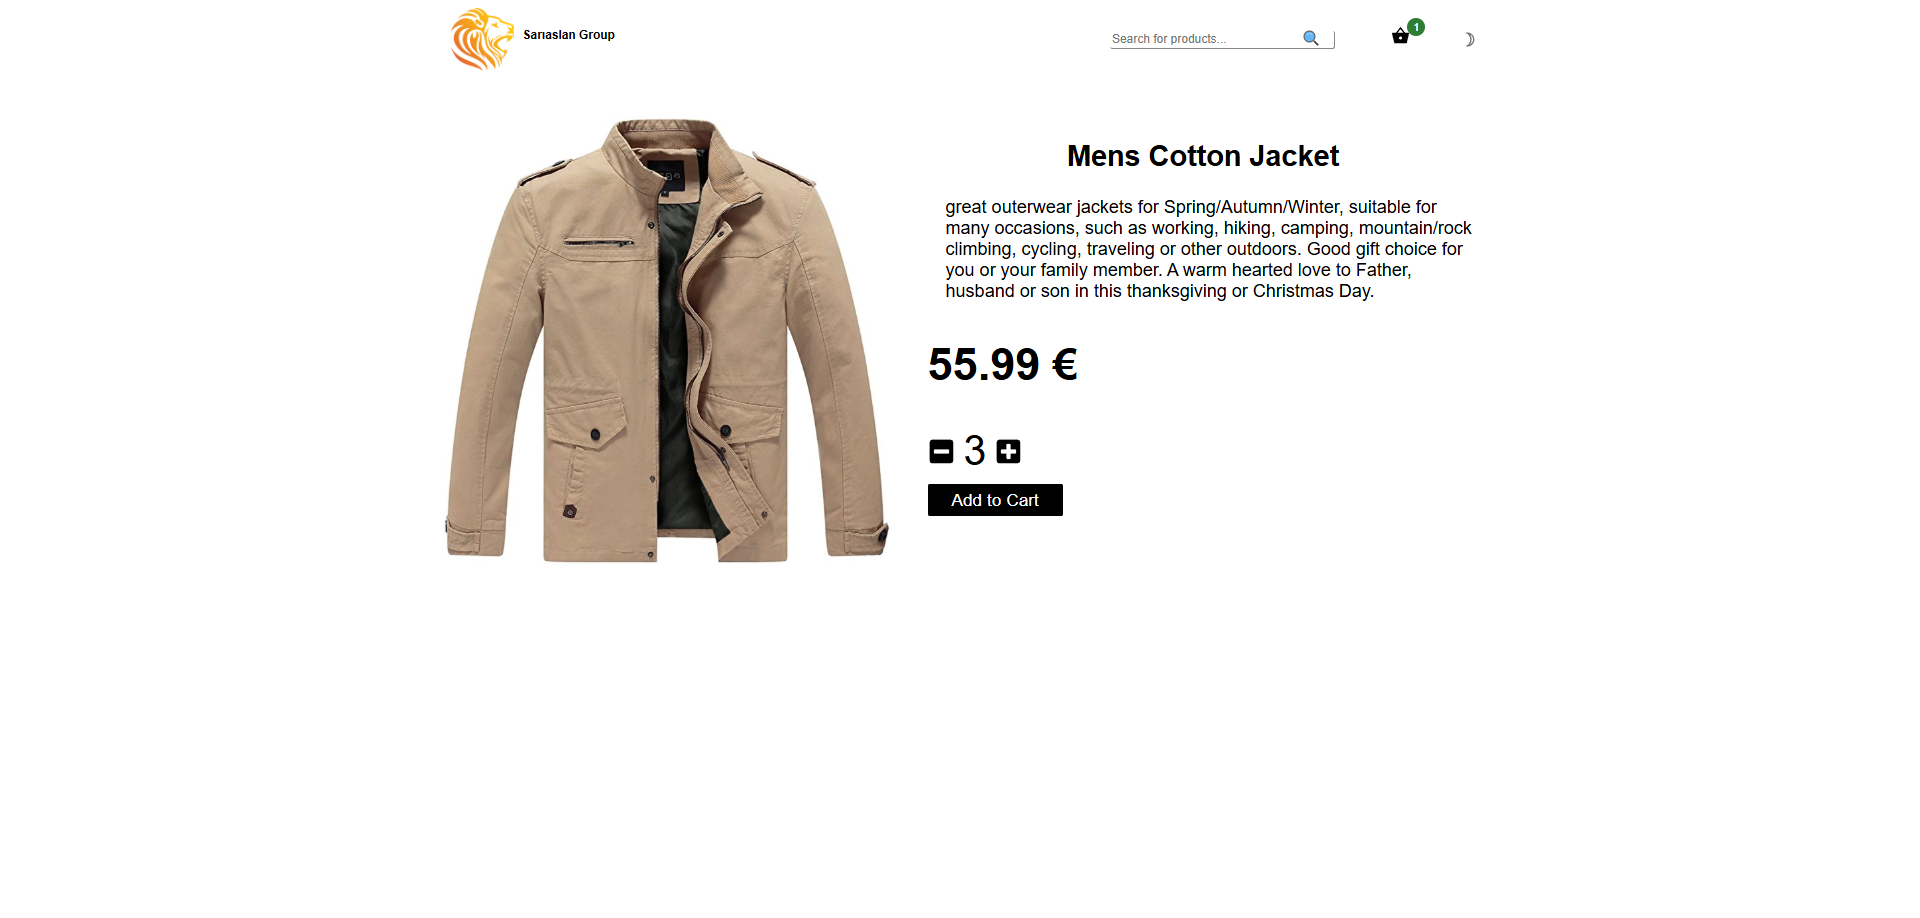 Sarıaslan Group
Search for products...
1
Mens Cotton Jacket
great outerwear jackets for Spring/Autumn/Winter, suitable for
many occasions, such as working, hiking, camping, mountain/rock
climbing, cycling, traveling or other outdoors. Good gift choice for
you or your family member. A warm hearted love to Father,
husband or son in this thanksgiving or Christmas Day.
55.99 €
3
Add to Cart